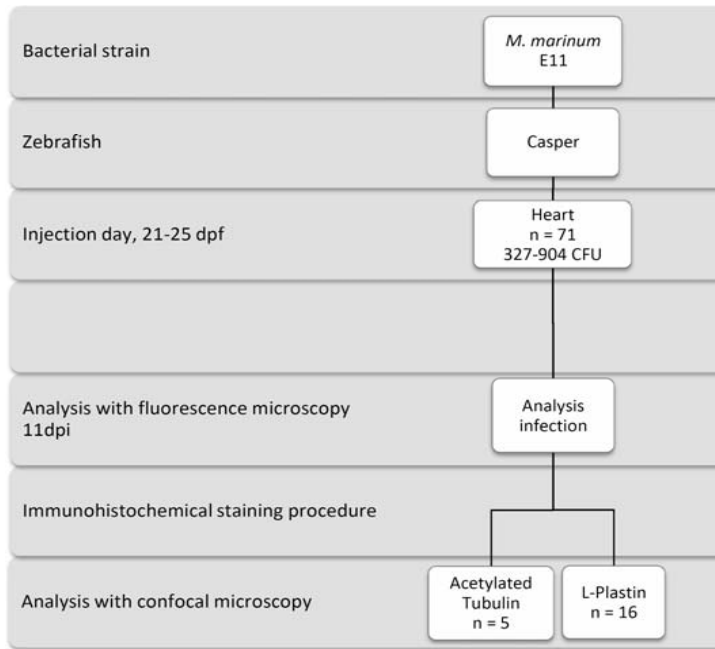 Bacterial strain
M. marinum
E11
Zebrafish
Casper
Injection day, 21-25 dpf
Heart
n = 71
327-904 CFU
Analysis with fluorescence microscopy
11dpi
Analysis
infection
Immunohistochemical staining procedure
Analysis with confocal microscopy
Acetylated
Tubulin
n = 5
L-Plastin
n = 16